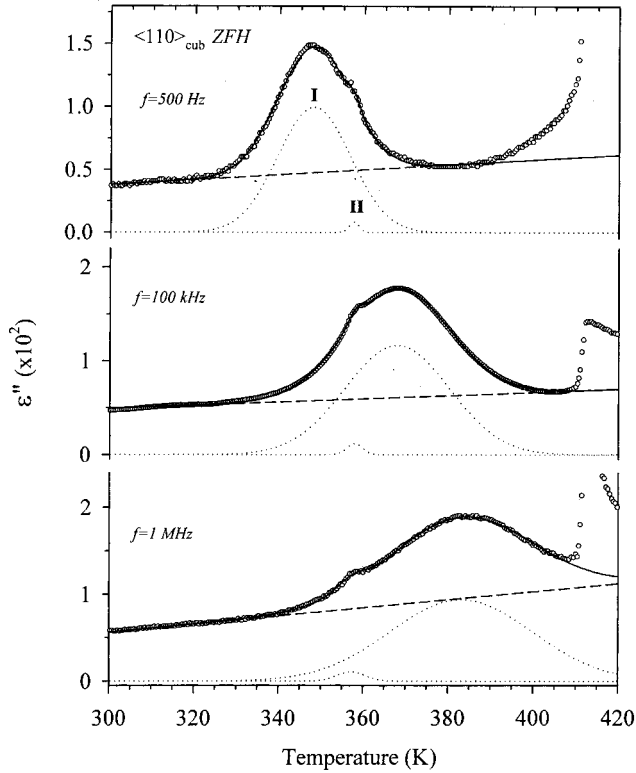 <110>cub ZFH
f=500 Hz
I
II
1.5
1.0
0.5
0.0
f=100 kHz
2
1
0
ε" (x10²)
f=1 MHz
2
1
0
300 320 340 360 380 400 420
Temperature (K)